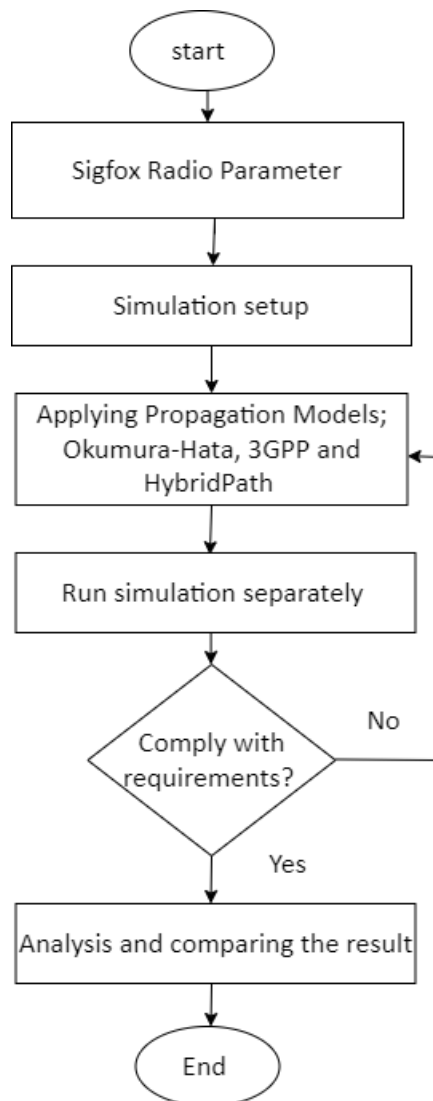 start
Sigfox Radio Parameter
Simulation setup
Applying Propagation Models;
Okumura-Hata, 3GPP and
HybridPath
Run simulation separately
Comply with
requirements?
No
Yes
Analysis and comparing the result
End